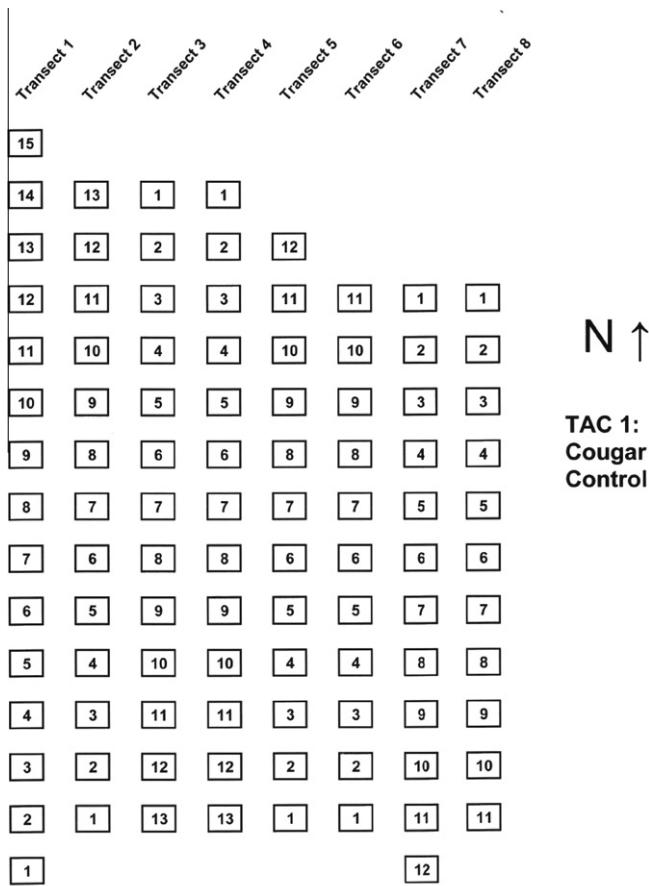 Transect 1 Transect 2 Transect 3 Transect 4 Transect 5 Transect 6 Transect 7 Transect 8
15
14 13 1 1
13 12 2 2 12
12 11 3 3 11 11 1 1
11 10 4 4 10 10 2 2
N ↑
10 9 5 5 9 9 3 3
TAC 1:
Cougar
Control
9 8 6 6 8 8 4 4
8 7 7 7 7 7 5 5
7 6 8 8 6 6 6 6
6 5 9 9 5 5 7 7
5 4 10 10 4 4 8 8
4 3 11 11 3 3 9 9
3 2 12 12 2 2 10 10
2 1 13 13 1 1 11 11
1 12